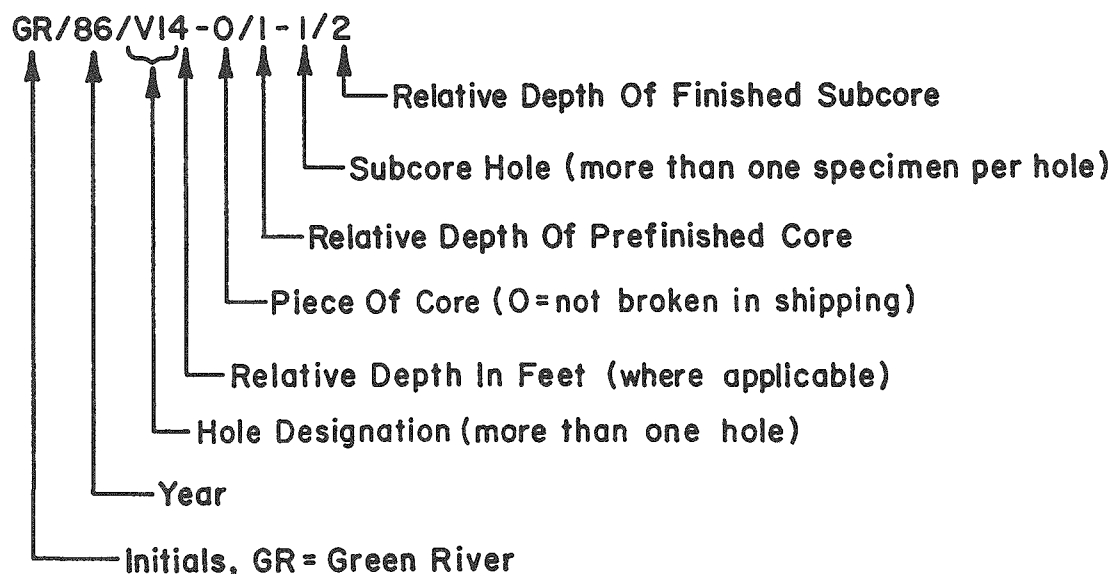 GR/86/V14-0/1-1/2
Relative Depth Of Finished Subcore
Subcore Hole (more than one specimen per hole)
Relative Depth Of Prefinished Core
Piece Of Core (0=not broken in shipping)
Relative Depth In Feet (where applicable)
Hole Designation (more than one hole)
Year
Initials, GR = Green River